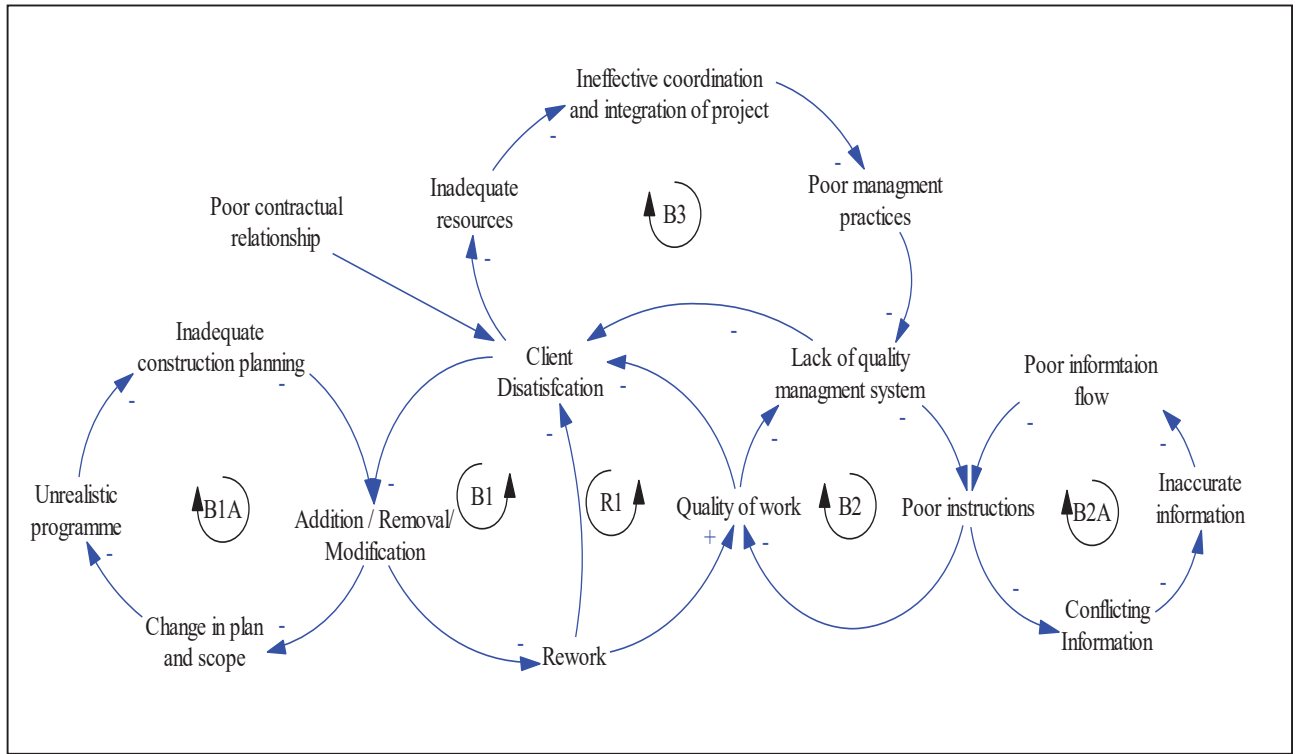 Ineffective coordination
and integration of project
-
-
Inadequate
resources
Poor managment
practices
B3
Poor contractual
relationship
-
-
Inadequate
construction planning
-
-
Client
Disatisfcation
-
-
Lack of quality
managment system
-
Poor informtaion
flow
-
-
-
-
-
Unrealistic
programme
B1A
-
Addition / Removal/
Modification
B1
R1
Quality of work
+
-
B2
Poor instructions
B2A
Inaccurate
information
-
Change in plan
and scope
-
-
Rework
-
-
Conflicting
Information